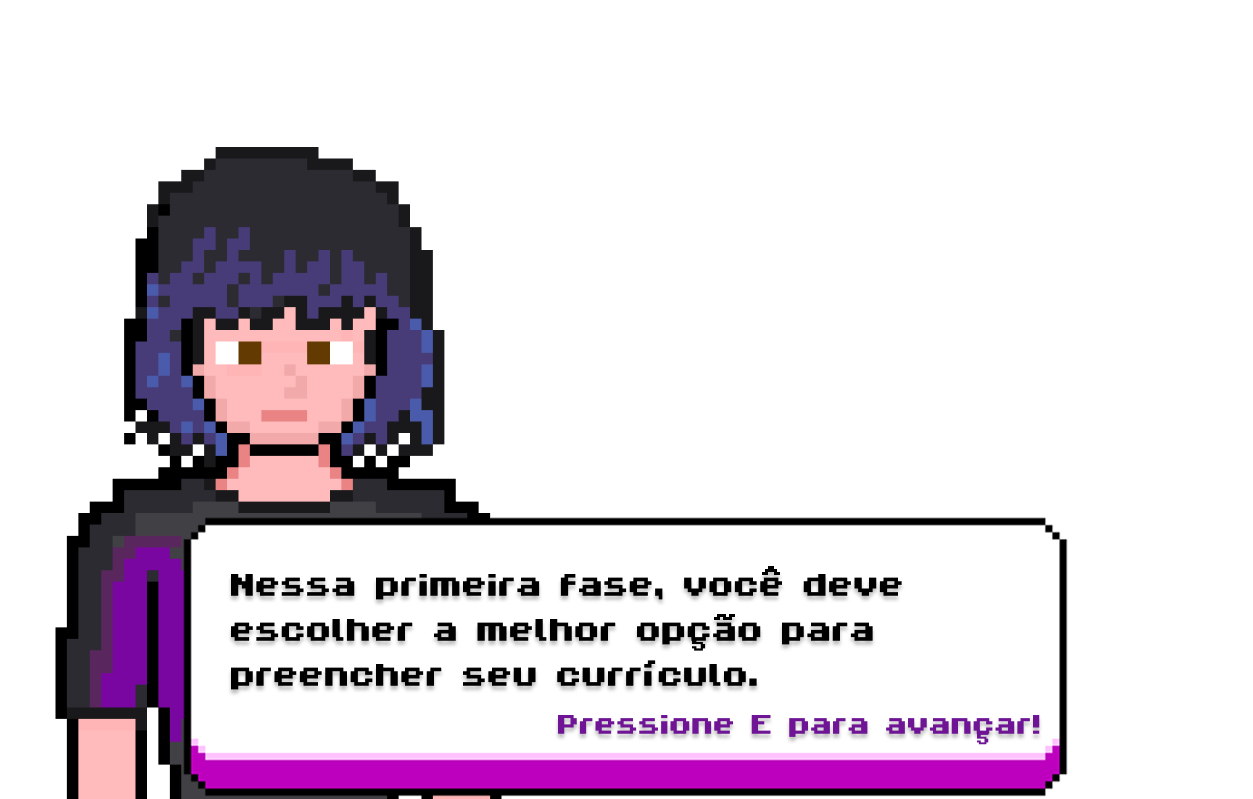 Nessa primeira fase, você deve
escolher a melhor opção para
preencher seu currículo.
Pressione E para avançar!